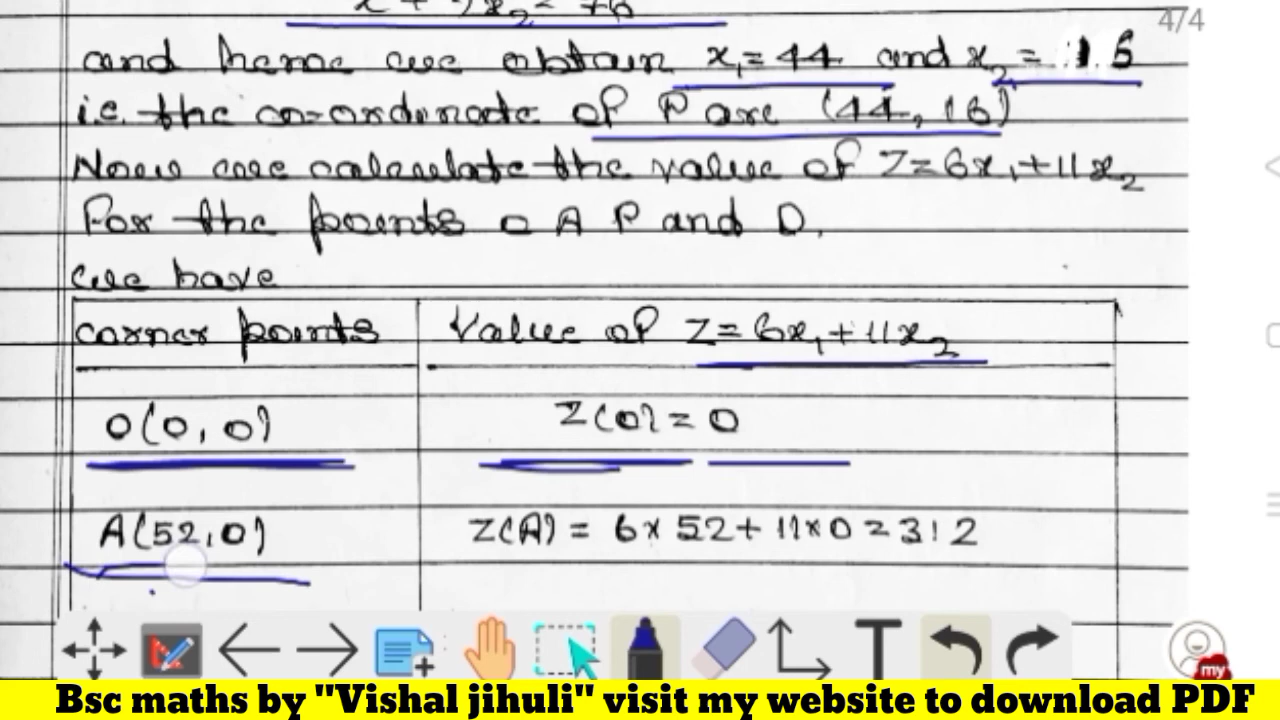 4/4
and hence we obtain x₁ = 44 and x₂ = 16
i.e. the co-ordinate of P are (44, 16)
Now we calculate the value of Z=6x₁+11x₂
For the points O A P and D.
we have
corner points Value of Z=6x₁+11x₂
O(0,0) Z(0) = 0
A(52,0) Z(A) = 6×52+11×0=312
my
Bsc maths by "Vishal jihuli" visit my website to download PDF